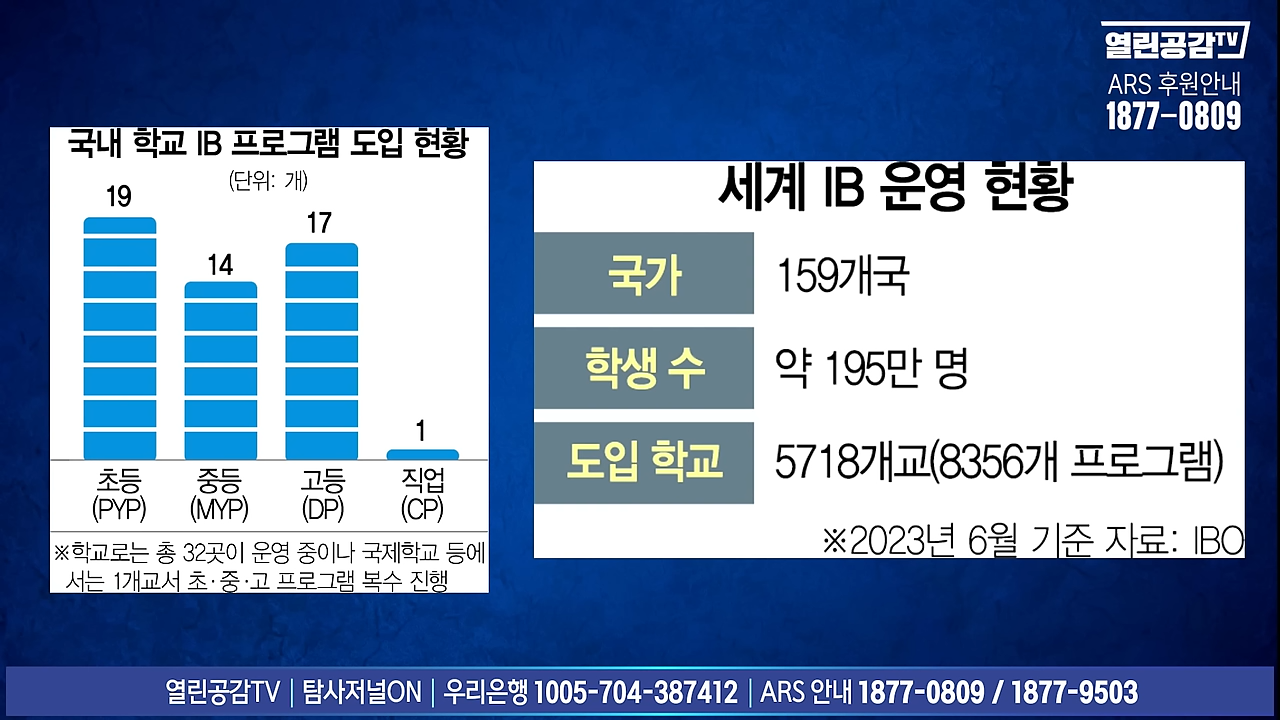 열린공감TV
ARS 후원안내
1877-0809
국내 학교 IB 프로그램 도입 현황
(단위: 개)
19
14
17
1
초등
(PYP)
중등
(MYP)
고등
(DP)
직업
(CP)
※학교로는 총 32곳이 운영 중이나 국제학교 등에
서는 1개교서 초·중·고 프로그램 복수 진행
세계 IB 운영 현황
국가 159개국
학생 수 약 195만 명
도입 학교 5718개교(8356개 프로그램)
※2023년 6월 기준 자료: IBO
열린공감TV | 탐사저널ON | 우리은행 1005-704-387412 | ARS 안내 1877-0809 / 1877-9503